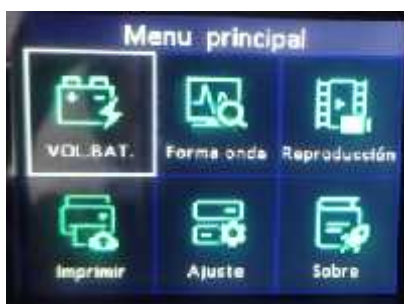 Menu principal
VOL.BAT. Forma onda Reproducción
Imprimir Ajuste Sobre